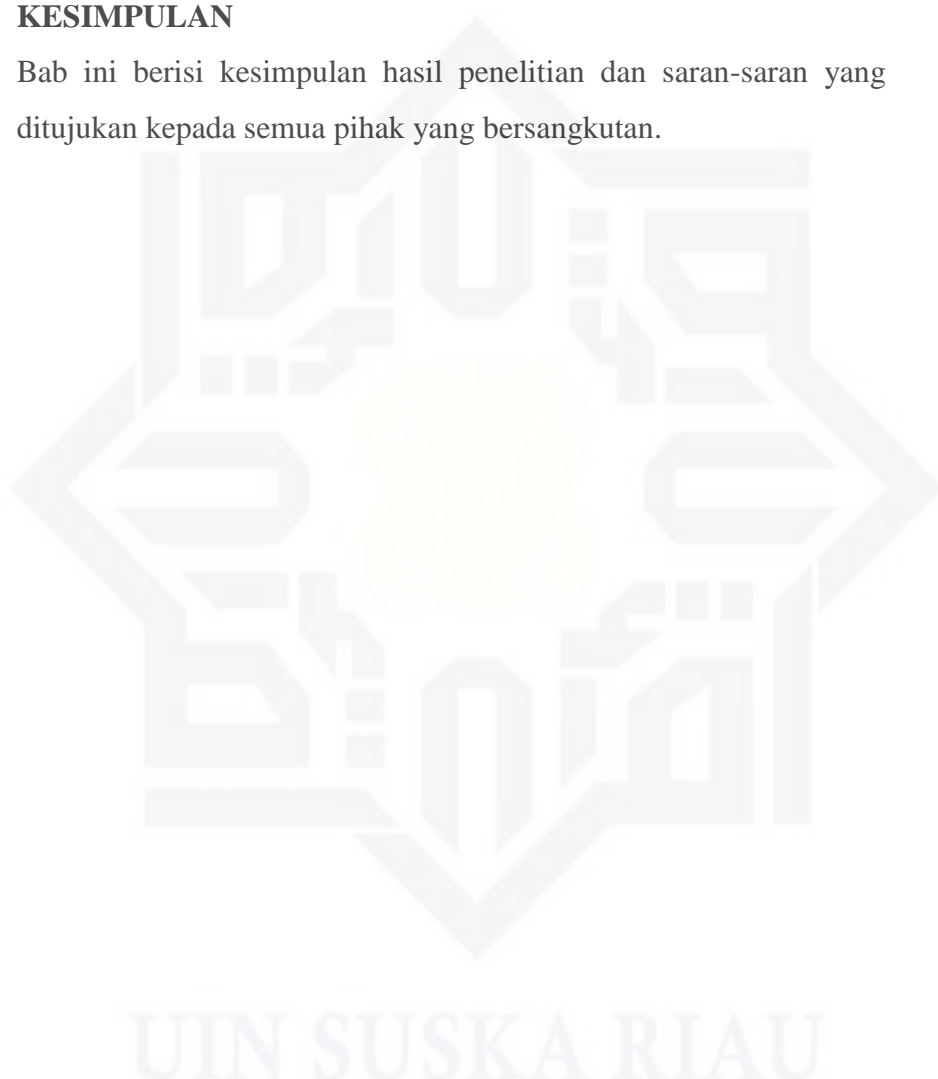 KESIMPULAN
Bab ini berisi kesimpulan hasil penelitian dan saran-saran yang
ditujukan kepada semua pihak yang bersangkutan.
UIN SUSKA RIAU